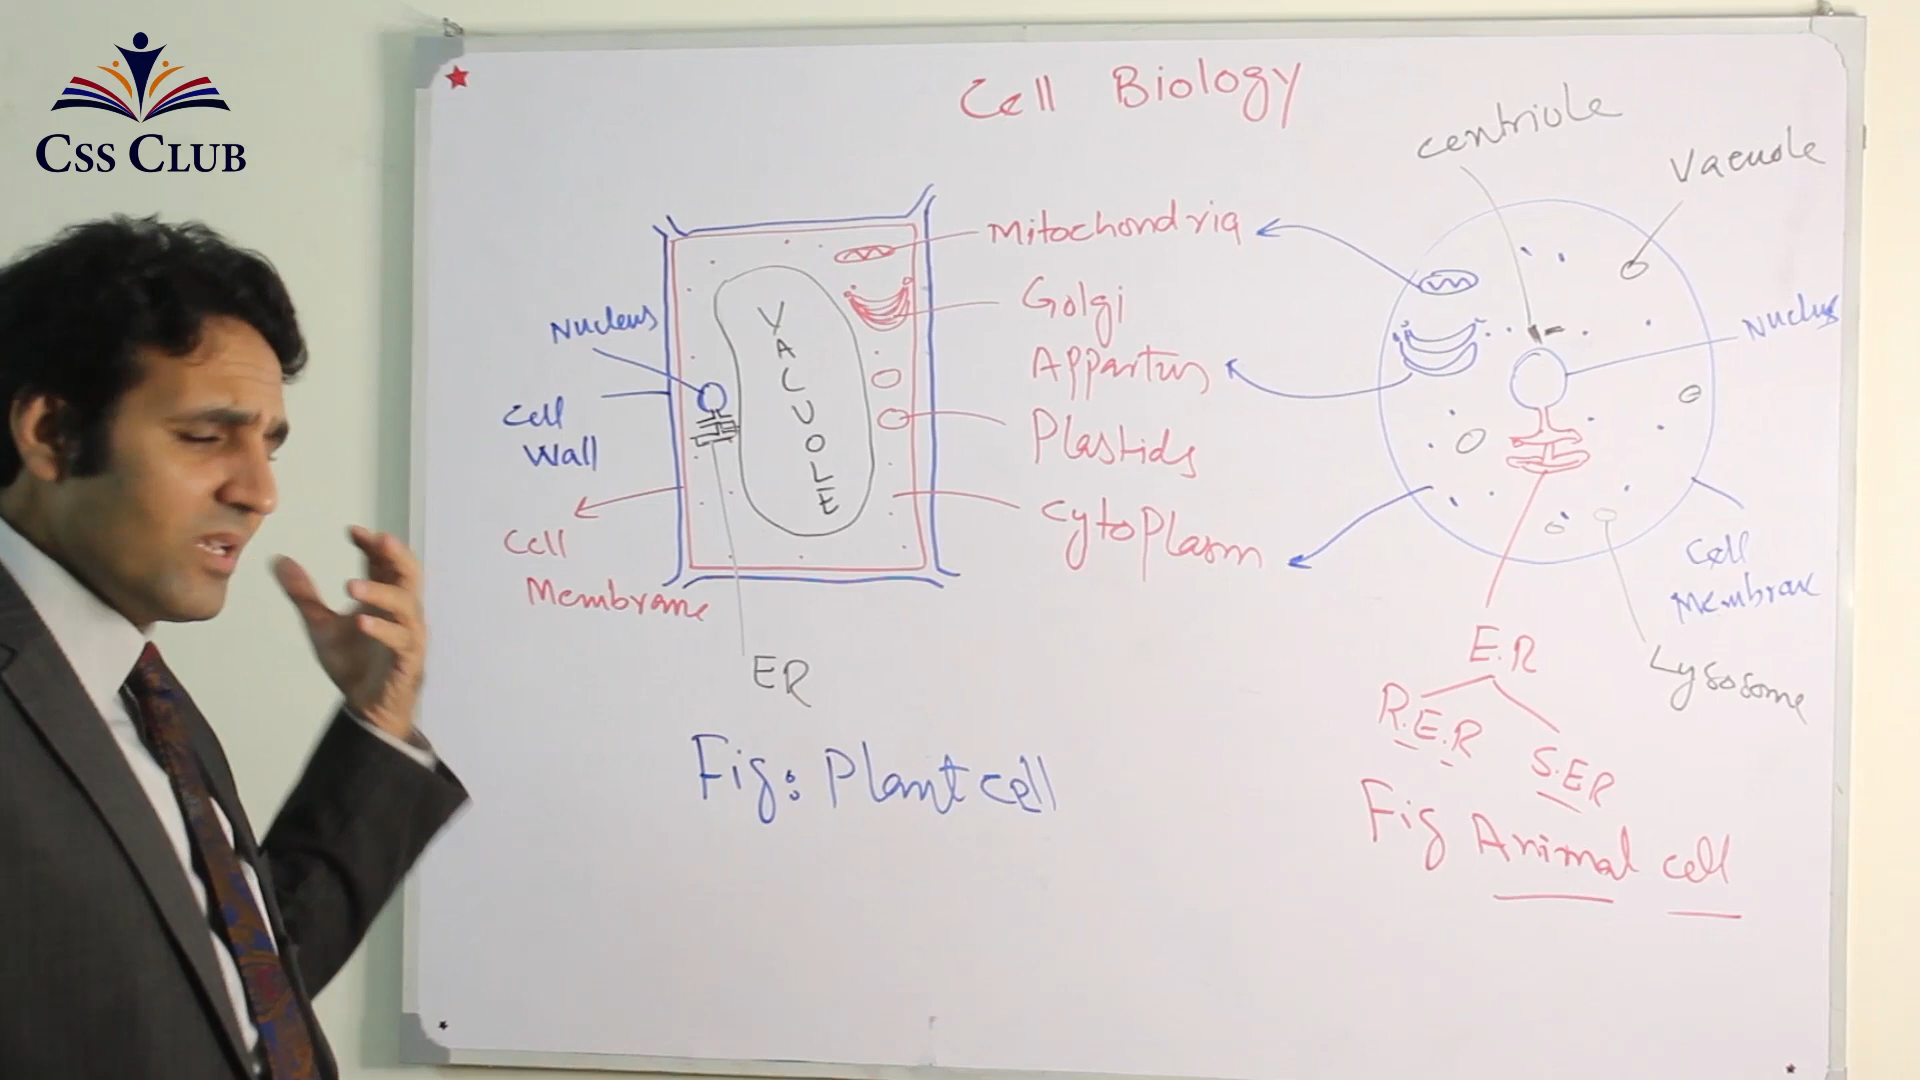 CSS CLUB
Cell Biology
centriole
Vacuole
Mitochondria
Golgi
Appartus
Plastids
Cytoplasm
Nucleus
Cell
Wall
Cell
Membrane
VACUOLE
ER
Fig: Plant cell
Nuclus
Cell
Membrane
Lysosome
E.R
R.E.R
S.ER
Fig Animal cell